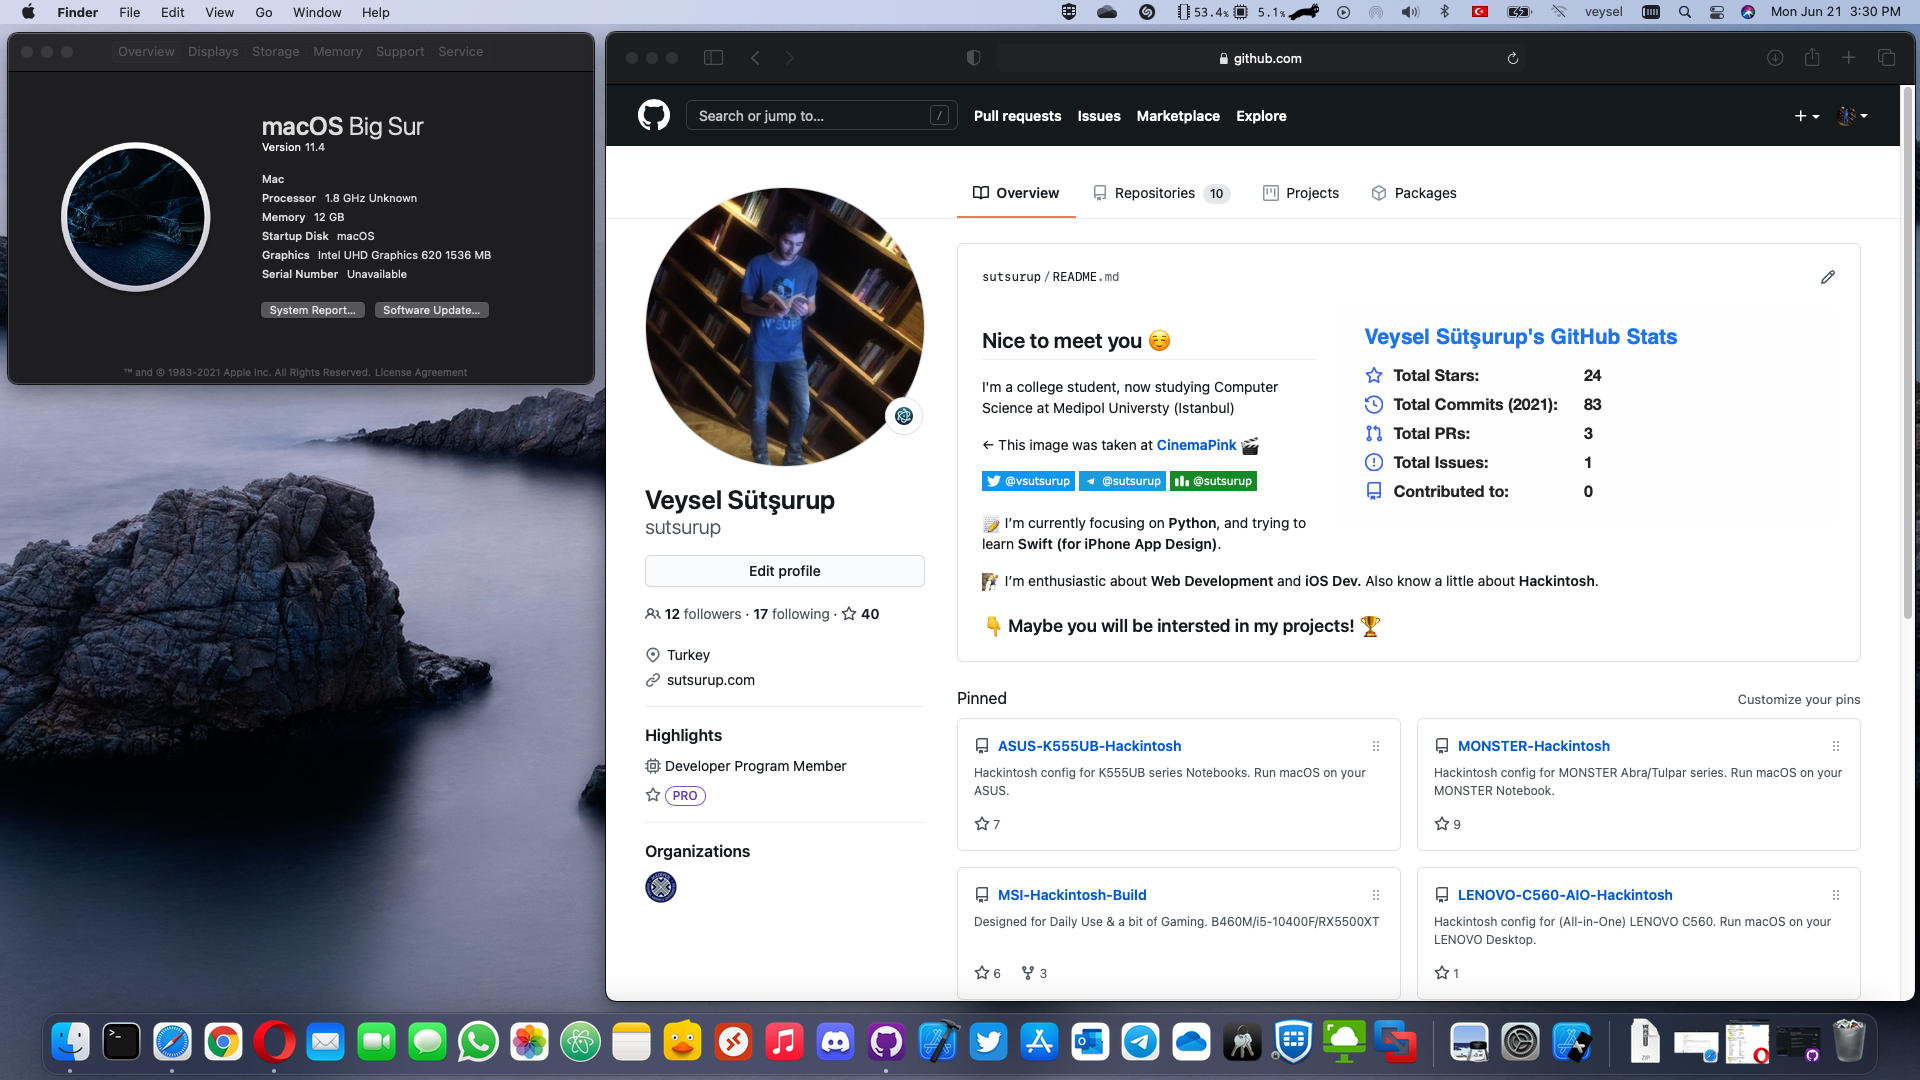 Finder File Edit View Go Window Help
53.4% 5.1% veysel Mon Jun 21 3:30 PM
Overview Displays Storage Memory Support Service
macOS Big Sur
Version 11.4
Mac
Processor 1.8 GHz Unknown
Memory 12 GB
Startup Disk macOS
Graphics Intel UHD Graphics 620 1536 MB
Serial Number Unavailable
System Report... Software Update...
™ and © 1983-2021 Apple Inc. All Rights Reserved. License Agreement
github.com
Search or jump to... / Pull requests Issues Marketplace Explore
Overview Repositories 10 Projects Packages
Veysel Sütşurup
sutsurup
Edit profile
12 followers · 17 following · 40
Turkey
sutsurup.com
Highlights
Developer Program Member
PRO
Organizations
sutsurup/README.md
Nice to meet you ☺️
I'm a college student, now studying Computer
Science at Medipol Universty (Istanbul)
← This image was taken at CinemaPink 🎬
@vsutsurup @sutsurup @sutsurup
📝 I'm currently focusing on Python, and trying to
learn Swift (for iPhone App Design).
I'm enthusiastic about Web Development and iOS Dev. Also know a little about Hackintosh.
👇 Maybe you will be intersted in my projects! 🏆
Veysel Sütşurup's GitHub Stats
Total Stars: 24
Total Commits (2021): 83
Total PRs: 3
Total Issues: 1
Contributed to: 0
Pinned Customize your pins
ASUS-K555UB-Hackintosh
Hackintosh config for K555UB series Notebooks. Run macOS on your
ASUS.
7
MONSTER-Hackintosh
Hackintosh config for MONSTER Abra/Tulpar series. Run macOS on your
MONSTER Notebook.
9
MSI-Hackintosh-Build
Designed for Daily Use & a bit of Gaming. B460M/i5-10400F/RX5500XT
6 3
LENOVO-C560-AIO-Hackintosh
Hackintosh config for (All-in-One) LENOVO C560. Run macOS on your
LENOVO Desktop.
1
ZIP